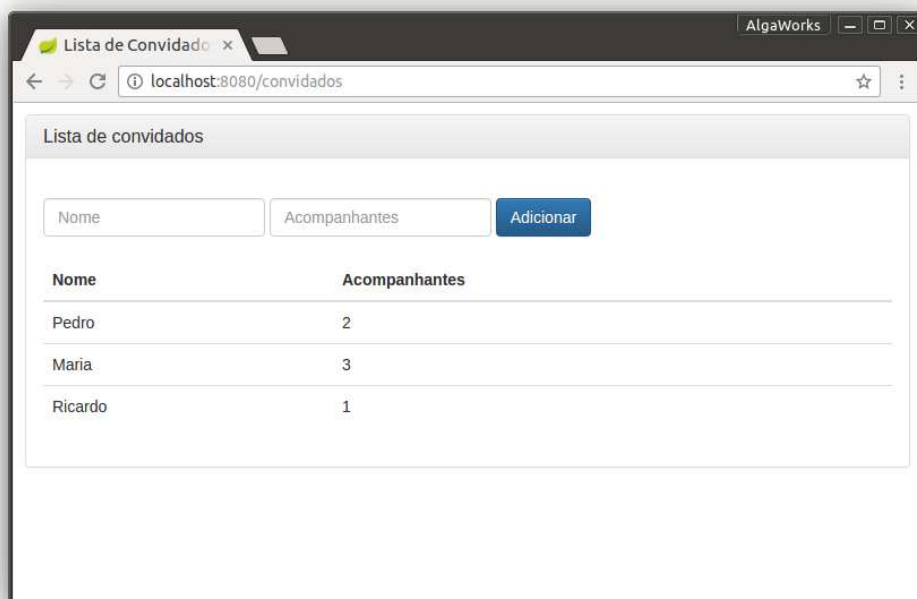 AlgaWorks
Lista de Convidado
localhost:8080/convidados
Lista de convidados
Nome Acompanhantes Adicionar
Nome Acompanhantes
Pedro 2
Maria 3
Ricardo 1